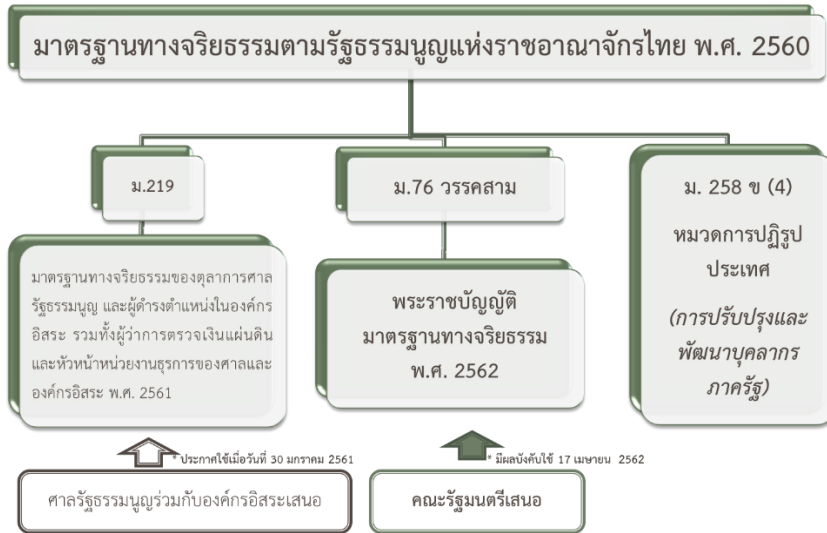 มาตรฐานทางจริยธรรมตามรัฐธรรมนูญแห่งราชอาณาจักรไทย พ.ศ. 2560
ม.219
มาตรฐานทางจริยธรรมของตุลาการศาล
รัฐธรรมนูญ และผู้ดำรงตำแหน่งในองค์กร
อิสระ รวมทั้งผู้ว่าการตรวจเงินแผ่นดิน
และหัวหน้าหน่วยงานธุรการของศาลและ
องค์กรอิสระ พ.ศ. 2561
* ประกาศใช้เมื่อวันที่ 30 มกราคม 2561
ศาลรัฐธรรมนูญร่วมกับองค์กรอิสระเสนอ
ม.76 วรรคสาม
พระราชบัญญัติ
มาตรฐานทางจริยธรรม
พ.ศ. 2562
* มีผลบังคับใช้ 17 เมษายน 2562
คณะรัฐมนตรีเสนอ
ม. 258 ข (4)
หมวดการปฏิรูป
ประเทศ
(การปรับปรุงและ
พัฒนาบุคลากร
ภาครัฐ)